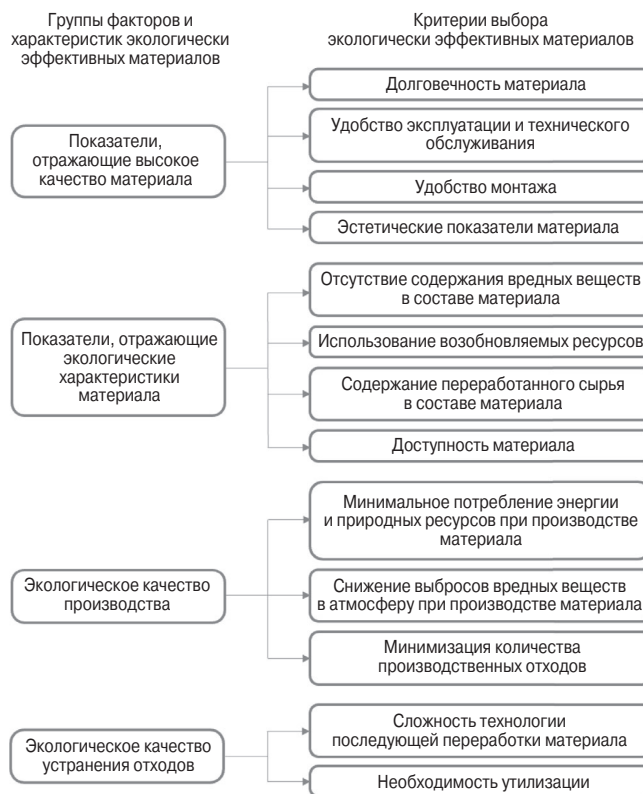 Группы факторов и
характеристик экологически
эффективных материалов
Критерии выбора
экологически эффективных материалов
Показатели,
отражающие высокое
качество материала
Долговечность материала
Удобство эксплуатации и технического
обслуживания
Удобство монтажа
Эстетические показатели материала
Показатели, отражающие
экологические
характеристики
материала
Отсутствие содержания вредных веществ
в составе материала
Использование возобновляемых ресурсов
Содержание переработанного сырья
в составе материала
Доступность материала
Экологическое качество
производства
Минимальное потребление энергии
и природных ресурсов при производстве
материала
Снижение выбросов вредных веществ
в атмосферу при производстве материала
Минимизация количества
производственных отходов
Экологическое качество
устранения отходов
Сложность технологии
последующей переработки материала
Необходимость утилизации